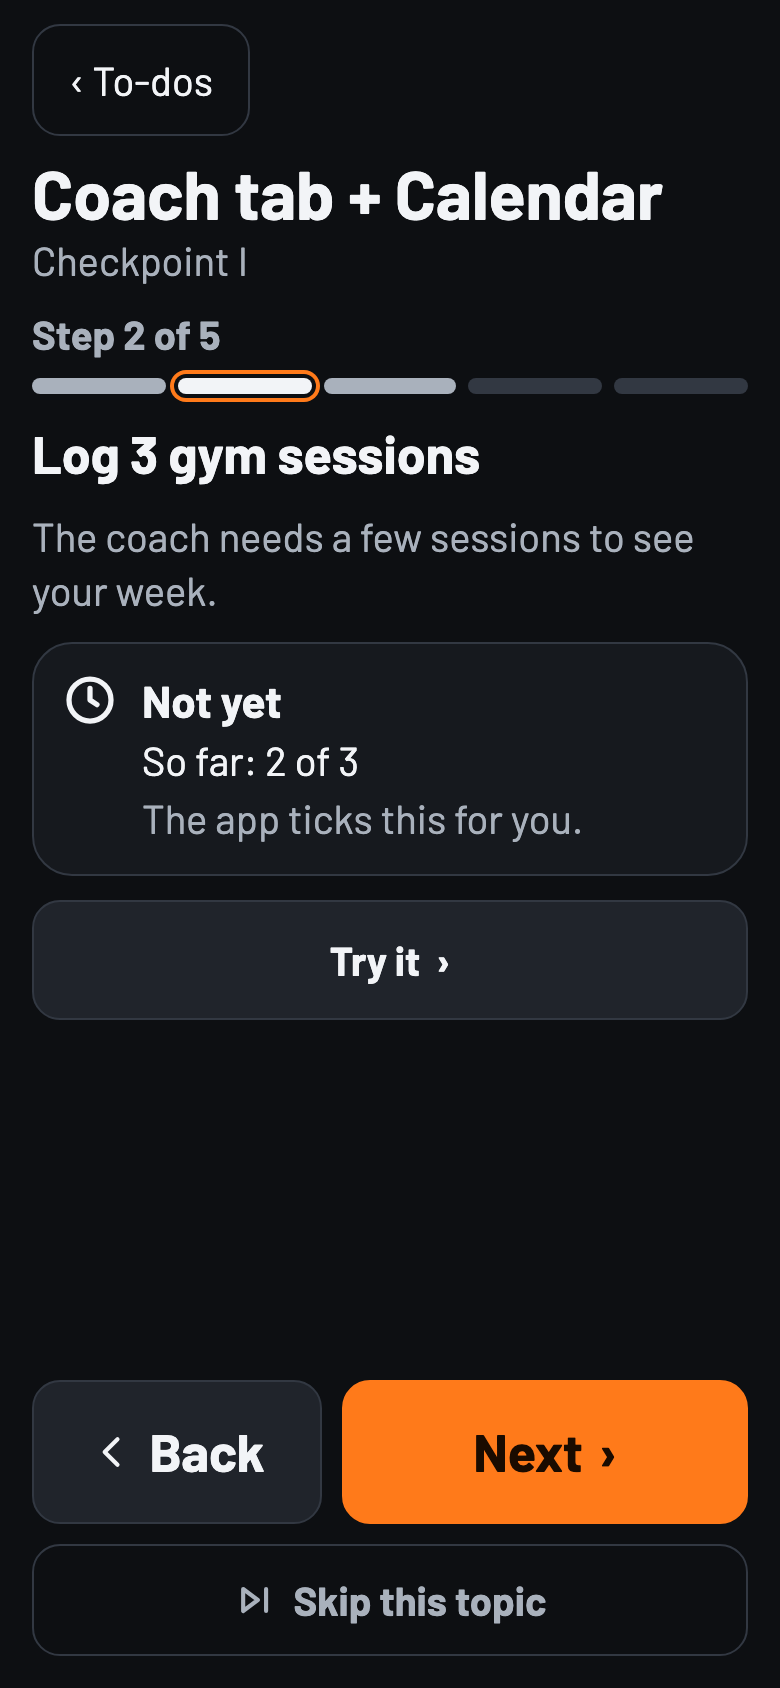 ‹ To-dos
Coach tab + Calendar
Checkpoint I
Step 2 of 5
Log 3 gym sessions
The coach needs a few sessions to see
your week.
Not yet
So far: 2 of 3
The app ticks this for you.
Try it ›
Back
Next ›
Skip this topic